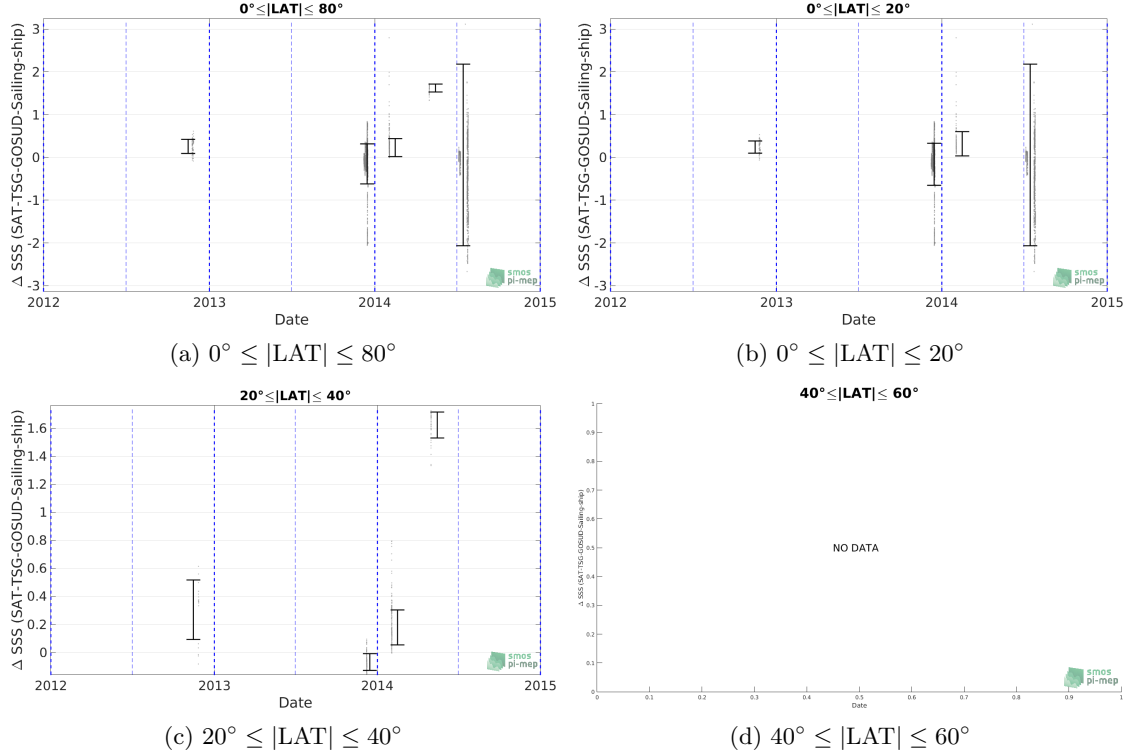 0°≤|LAT|≤ 80°
Δ SSS (SAT-TSG-GOSUD-Sailing-ship)
3
2
1
0
-1
-2
-3
2012
2013
2014
2015
Date
smos
pi-mep
(a) 0° ≤ |LAT| ≤ 80°
0°≤|LAT|≤ 20°
Δ SSS (SAT-TSG-GOSUD-Sailing-ship)
3
2
1
0
-1
-2
-3
2012
2013
2014
2015
Date
smos
pi-mep
(b) 0° ≤ |LAT| ≤ 20°
20°≤|LAT|≤ 40°
Δ SSS (SAT-TSG-GOSUD-Sailing-ship)
1.6
1.4
1.2
1
0.8
0.6
0.4
0.2
0
2012
2013
2014
2015
Date
smos
pi-mep
(c) 20° ≤ |LAT| ≤ 40°
40°≤|LAT|≤ 60°
Δ SSS (SAT-TSG-GOSUD-Sailing-ship)
1
0.9
0.8
0.7
0.6
0.5
0.4
0.3
0.2
0.1
0
NO DATA
0
0.1
0.2
0.3
0.4
0.5
0.6
0.7
0.8
0.9
1
Date
smos
pi-mep
(d) 40° ≤ |LAT| ≤ 60°